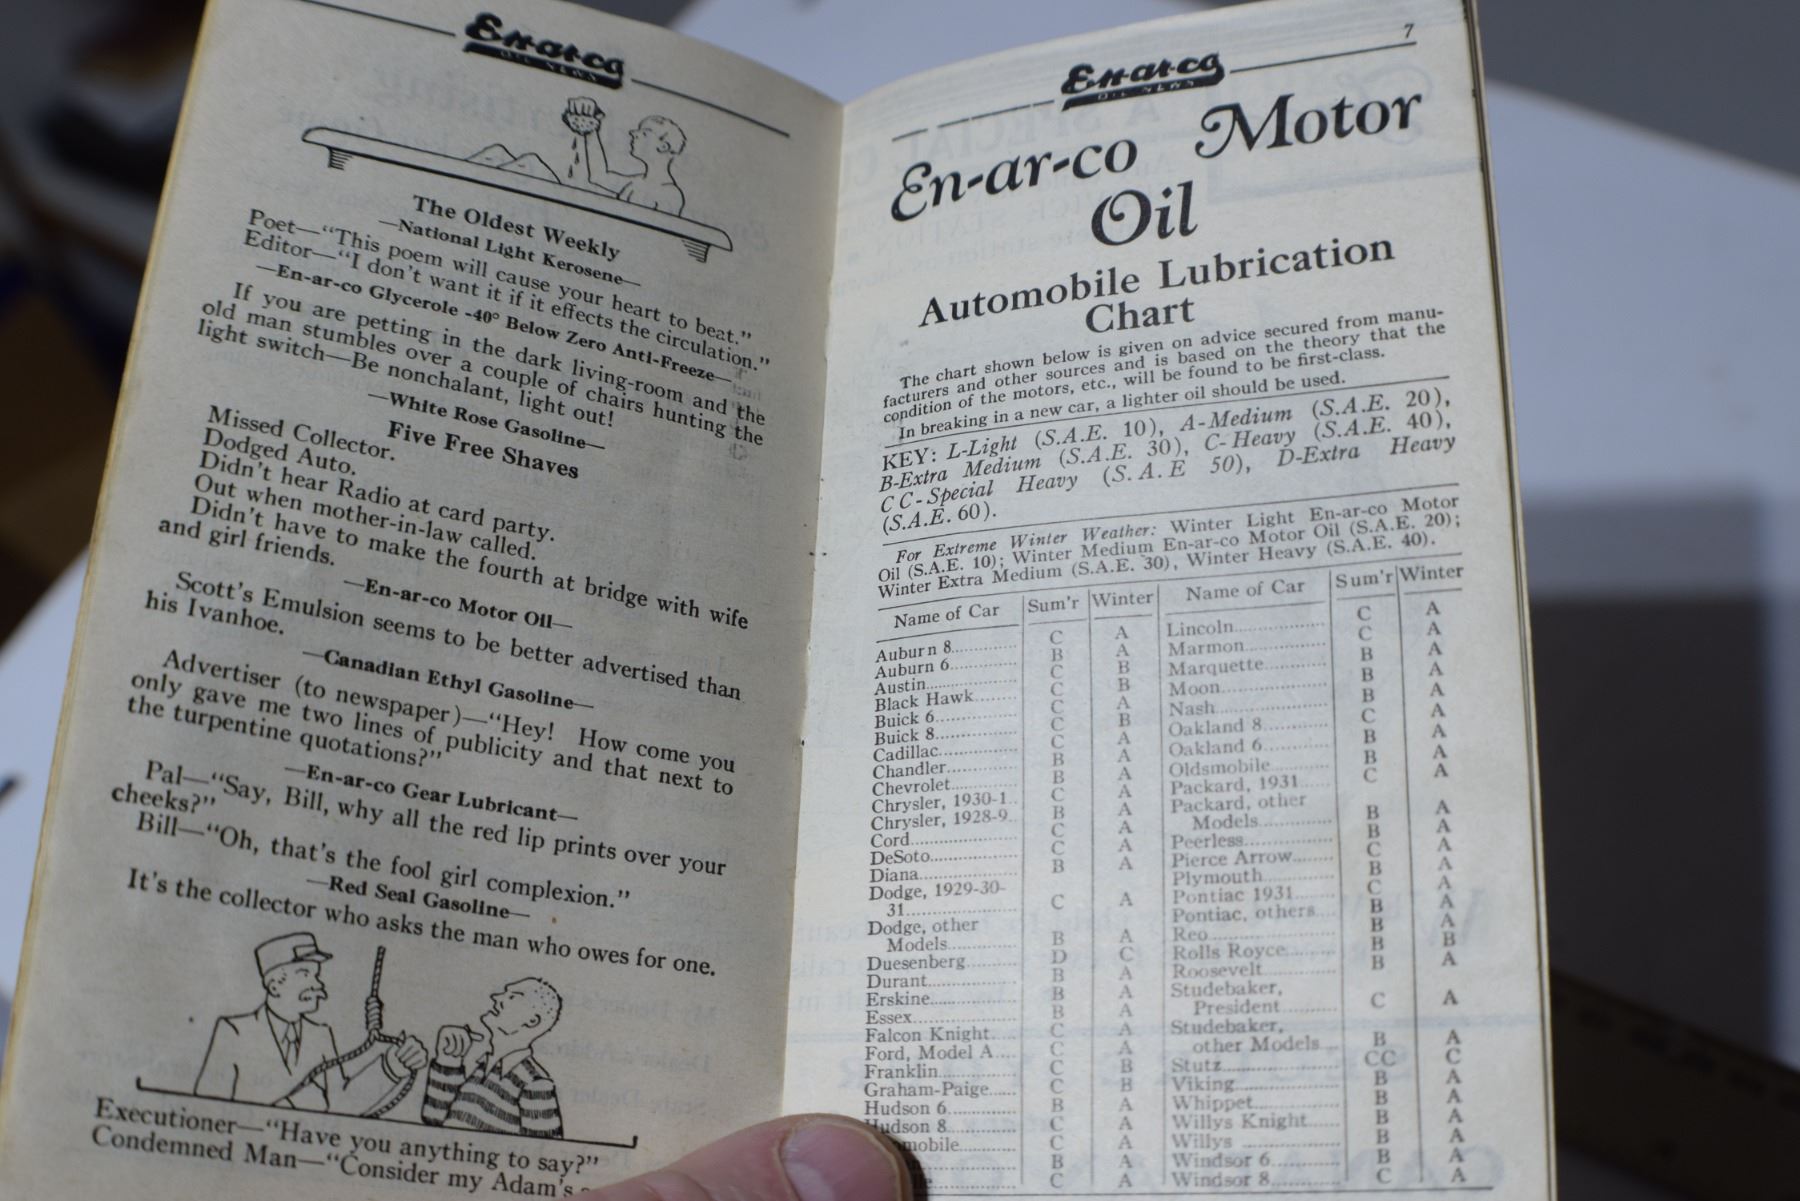 En-ar-co
OIL NEWS
The Oldest Weekly
—National Light Kerosene—
Poet—"This poem will cause your heart to beat."
Editor—"I don't want it if it effects the circulation."
—En-ar-co Glycerole -40° Below Zero Anti-Freeze—
If you are petting in the dark living-room and the
old man stumbles over a couple of chairs hunting the
light switch—Be nonchalant, light out!
—White Rose Gasoline—
Five Free Shaves
Missed Collector.
Dodged Auto.
Didn't hear Radio at card party.
Out when mother-in-law called.
Didn't have to make the fourth at bridge with wife
and girl friends.
—En-ar-co Motor Oil—
Scott's Emulsion seems to be better advertised than
his Ivanhoe.
—Canadian Ethyl Gasoline—
Advertiser (to newspaper)—"Hey! How come you
only gave me two lines of publicity and that next to
the turpentine quotations?"
—En-ar-co Gear Lubricant—
Pal—"Say, Bill, why all the red lip prints over your
cheeks?"
Bill—"Oh, that's the fool girl complexion."
—Red Seal Gasoline—
It's the collector who asks the man who owes for one.
Executioner—"Have you anything to say?"
Condemned Man—"Consider my Adam's
7
En-ar-co
OIL NEWS
En-ar-co Motor
Oil
Automobile Lubrication
Chart
The chart shown below is given on advice secured from manu-
facturers and other sources and is based on the theory that the
condition of the motors, etc., will be found to be first-class.
In breaking in a new car, a lighter oil should be used.
KEY: L-Light (S.A.E. 10), A-Medium (S.A.E. 20),
B-Extra Medium (S.A.E. 30), C-Heavy (S.A.E. 40),
CC-Special Heavy (S.A.E 50), D-Extra Heavy
(S.A.E. 60).
For Extreme Winter Weather: Winter Light En-ar-co Motor
Oil (S.A.E. 10); Winter Medium En-ar-co Motor Oil (S.A.E. 20);
Winter Extra Medium (S.A.E. 30), Winter Heavy (S.A.E. 40).
Name of Car Sum'r Winter
Auburn 8 C A
Auburn 6 B A
Austin C B
Black Hawk C B
Buick 6 C A
Buick 8 C B
Cadillac C A
Chandler B A
Chevrolet B A
Chrysler, 1930-1 C A
Chrysler, 1928-9 B A
Cord C A
DeSoto C A
Diana B A
Dodge, 1929-30-
31 C A
Dodge, other
Models B A
Duesenberg D C
Durant B A
Erskine B A
Essex B A
Falcon Knight C A
Ford, Model A C A
Franklin C B
Graham-Paige C B
Hudson 6 B A
Hudson 8 C A
mobile C A
B A
C A
Name of Car Sum'r Winter
Lincoln C A
Marmon C A
Marquette B A
Moon B A
Nash B A
Oakland 8 C A
Oakland 6 B A
Oldsmobile B A
Packard, 1931 C A
Packard, other
Models B A
Peerless B A
Pierce Arrow C A
Plymouth B A
Pontiac 1931 C A
Pontiac, others B A
Reo B A
Rolls Royce B B
Roosevelt B A
Studebaker,
President C A
Studebaker,
other Models B A
Stutz CC C
Viking B A
Whippet B A
Willys Knight B A
Willys B A
Windsor 6 B A
Windsor 8 C A